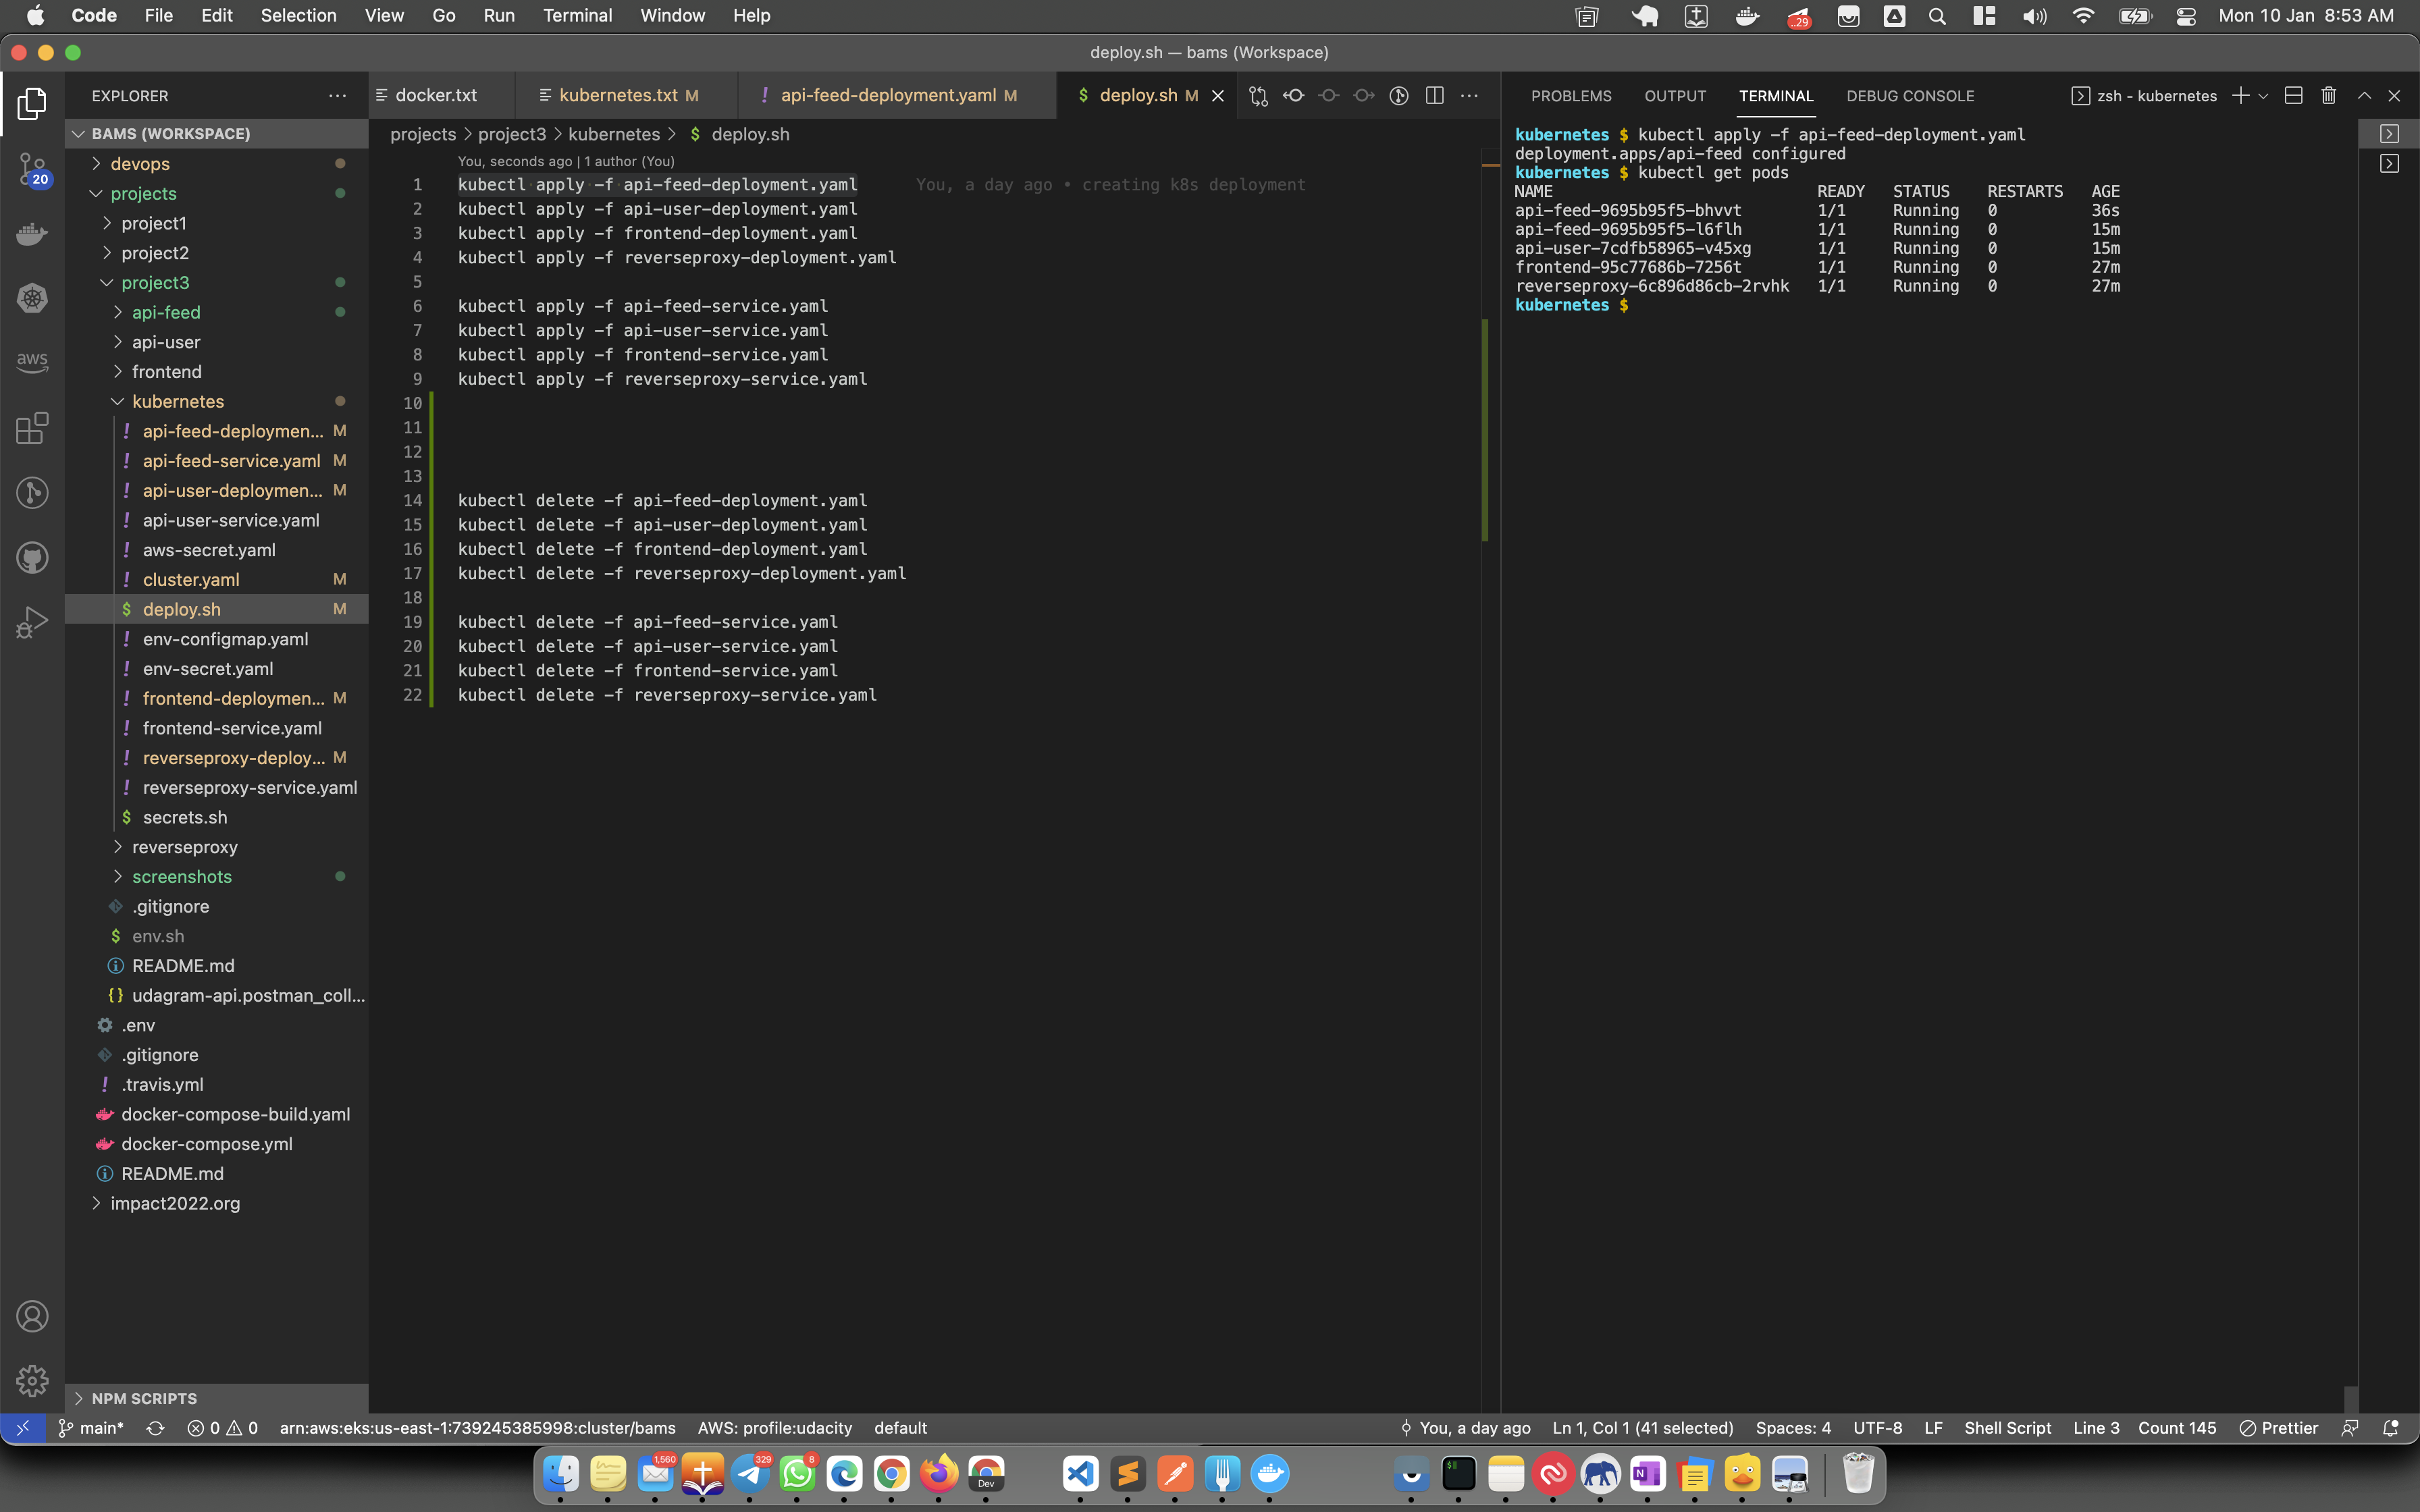 Code File Edit Selection View Go Run Terminal Window Help
..29
Mon 10 Jan 8:53 AM
deploy.sh — bams (Workspace)
EXPLORER
BAMS (WORKSPACE)
devops
projects
project1
project2
project3
api-feed
api-user
frontend
kubernetes
api-feed-deploymen... M
api-feed-service.yaml M
api-user-deploymen... M
api-user-service.yaml
aws-secret.yaml
cluster.yaml M
deploy.sh M
env-configmap.yaml
env-secret.yaml
frontend-deploymen... M
frontend-service.yaml
reverseproxy-deploy... M
reverseproxy-service.yaml
secrets.sh
reverseproxy
screenshots
.gitignore
env.sh
README.md
udagram-api.postman_coll...
.env
.gitignore
.travis.yml
docker-compose-build.yaml
docker-compose.yml
README.md
impact2022.org
NPM SCRIPTS
20
aws
docker.txt
kubernetes.txt M
api-feed-deployment.yaml M
deploy.sh M
projects > project3 > kubernetes > $ deploy.sh
You, seconds ago | 1 author (You)
1 kubectl apply -f api-feed-deployment.yaml You, a day ago • creating k8s deployment
2 kubectl apply -f api-user-deployment.yaml
3 kubectl apply -f frontend-deployment.yaml
4 kubectl apply -f reverseproxy-deployment.yaml
5
6 kubectl apply -f api-feed-service.yaml
7 kubectl apply -f api-user-service.yaml
8 kubectl apply -f frontend-service.yaml
9 kubectl apply -f reverseproxy-service.yaml
10
11
12
13
14 kubectl delete -f api-feed-deployment.yaml
15 kubectl delete -f api-user-deployment.yaml
16 kubectl delete -f frontend-deployment.yaml
17 kubectl delete -f reverseproxy-deployment.yaml
18
19 kubectl delete -f api-feed-service.yaml
20 kubectl delete -f api-user-service.yaml
21 kubectl delete -f frontend-service.yaml
22 kubectl delete -f reverseproxy-service.yaml
PROBLEMS OUTPUT TERMINAL DEBUG CONSOLE
zsh - kubernetes
kubernetes $ kubectl apply -f api-feed-deployment.yaml
deployment.apps/api-feed configured
kubernetes $ kubectl get pods
NAME READY STATUS RESTARTS AGE
api-feed-9695b95f5-bhvvt 1/1 Running 0 36s
api-feed-9695b95f5-l6flh 1/1 Running 0 15m
api-user-7cdfb58965-v45xg 1/1 Running 0 15m
frontend-95c77686b-7256t 1/1 Running 0 27m
reverseproxy-6c896d86cb-2rvhk 1/1 Running 0 27m
kubernetes $
main* 0 0 arn:aws:eks:us-east-1:739245385998:cluster/bams AWS: profile:udacity default
You, a day ago Ln 1, Col 1 (41 selected) Spaces: 4 UTF-8 LF Shell Script Line 3 Count 145 Prettier
1,560
329
8
Dev